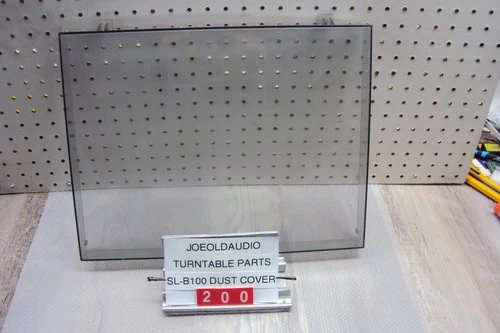 JOEOLDAUDIO
TURNTABLE PARTS
SL-B100 DUST COVER
200